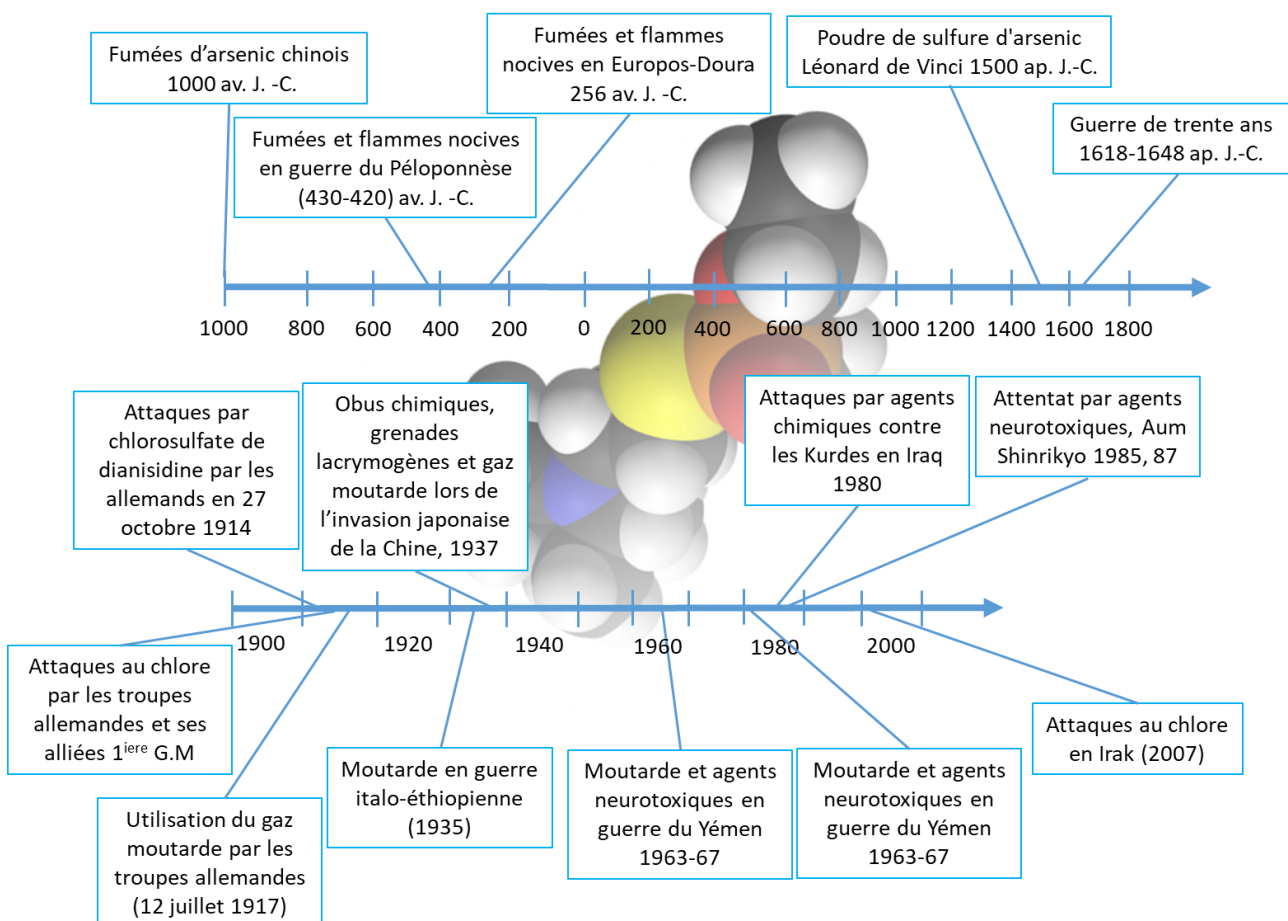 Fumées d'arsenic chinois
1000 av. J. -C.
Fumées et flammes
nocives en Europos-Doura
256 av. J. -C.
Poudre de sulfure d'arsenic
Léonard de Vinci 1500 ap. J.-C.
Fumées et flammes nocives
en guerre du Péloponnèse
(430-420) av. J. -C.
Guerre de trente ans
1618-1648 ap. J.-C.
1000 800 600 400 200 0 200 400 600 800 1000 1200 1400 1800
Attaques par
chlorosulfate de
dianisidine par les
allemands en 27
octobre 1914
Obus chimiques,
grenades
lacrymogènes et gaz
moutarde lors de
l'invasion japonaise
de la Chine, 1937
Attaques par agents
chimiques contre
les Kurdes en Iraq
1980
Attentat par agents
neurotoxiques, Aum
Shinrikyo 1985, 87
1900 1920 1940 1960 1980 2000
Attaques au chlore
par les troupes
allemandes et ses
alliées 1iere G.M
Utilisation du gaz
moutarde par les
troupes allemandes
(12 juillet 1917)
Moutarde en guerre
italo-éthiopienne
(1935)
Moutarde et agents
neurotoxiques en
guerre du Yémen
1963-67
Moutarde et agents
neurotoxiques en
guerre du Yémen
1963-67
Attaques au chlore
en Irak (2007)